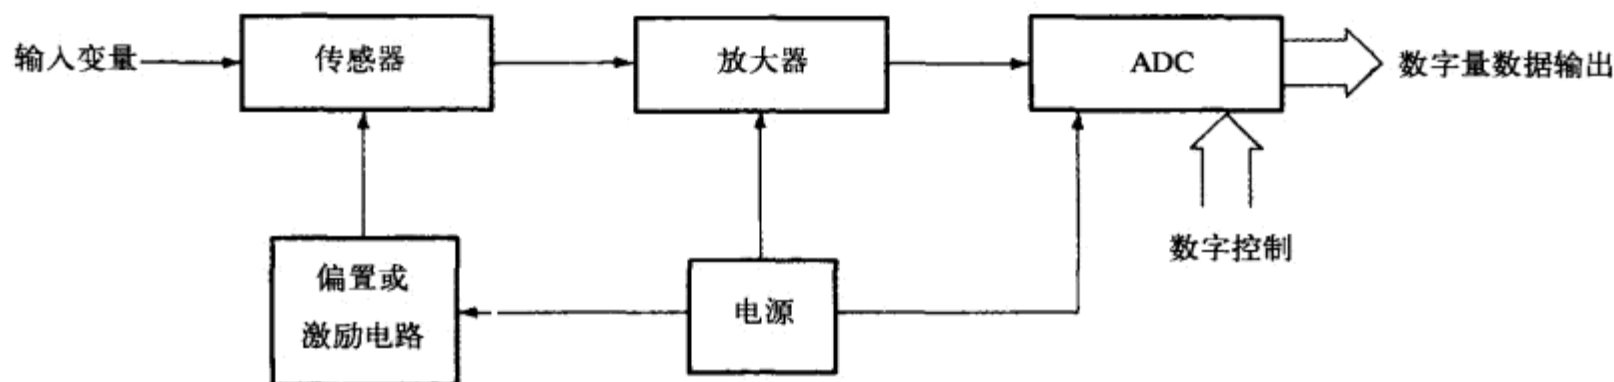 输入变量
传感器
放大器
ADC
数字量数据输出
数字控制
偏置或
激励电路
电源